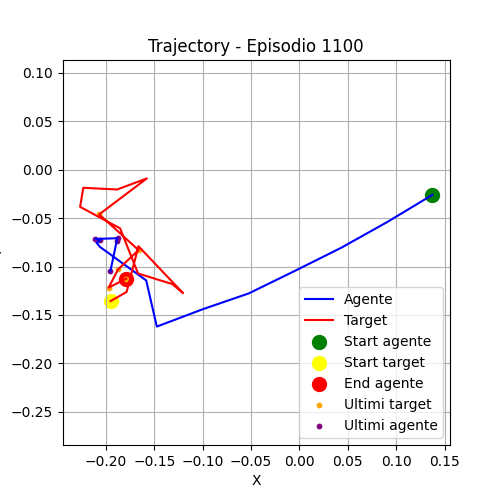 Trajectory - Episodio 1100
0.10
0.05
0.00
−0.05
−0.10
−0.15
−0.20
−0.25
−0.20 −0.15 −0.10 −0.05 0.00 0.05 0.10 0.15
X
Agente
Target
Start agente
Start target
End agente
Ultimi target
Ultimi agente